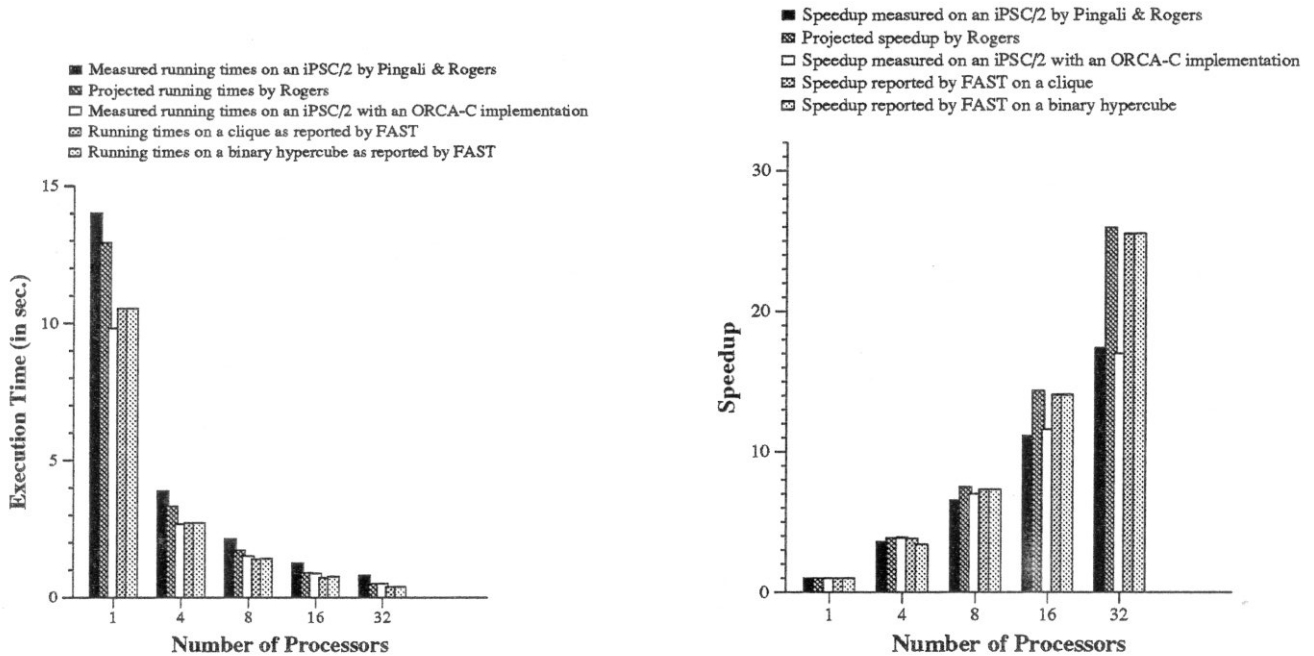 Measured running times on an iPSC/2 by Pingali & Rogers
Projected running times by Rogers
Measured running times on an iPSC/2 with an ORCA-C implementation
Running times on a clique as reported by FAST
Running times on a binary hypercube as reported by FAST
15
10
5
0
Execution Time (in sec.)
1 4 8 16 32
Number of Processors
Speedup measured on an iPSC/2 by Pingali & Rogers
Projected speedup by Rogers
Speedup measured on an iPSC/2 with an ORCA-C implementation
Speedup reported by FAST on a clique
Speedup reported by FAST on a binary hypercube
30
20
10
0
Speedup
1 4 8 16 32
Number of Processors